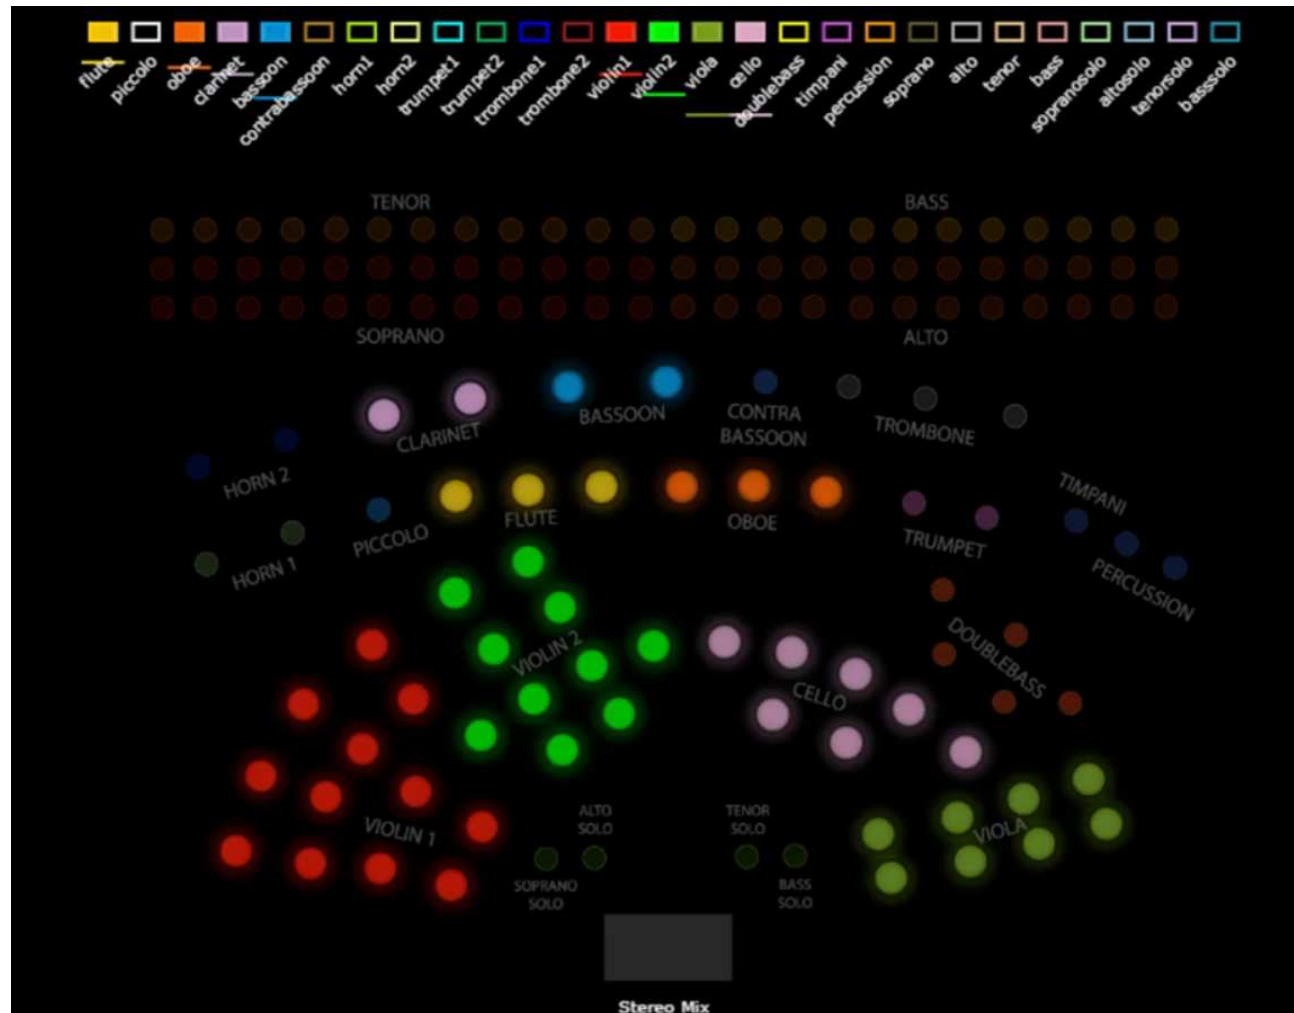 flute piccolo oboe clarinet bassoon contrabassoon horn1 horn2 trumpet1 trumpet2 trombone1 trombone2 violin1 violin2 viola cello doublebass timpani percussion soprano alto tenor bass sopranosolo altosolo tenorsolo basssolo
TENOR BASS
SOPRANO ALTO
CLARINET
BASSOON
CONTRA
BASSOON
TROMBONE
HORN 2
TIMPANI
PICCOLO
FLUTE
OBOE
TRUMPET
HORN 1
PERCUSSION
VIOLIN 2
DOUBLEBASS
CELLO
VIOLIN 1
ALTO
SOLO
TENOR
SOLO
VIOLA
SOPRANO
SOLO
BASS
SOLO
Stereo Mix